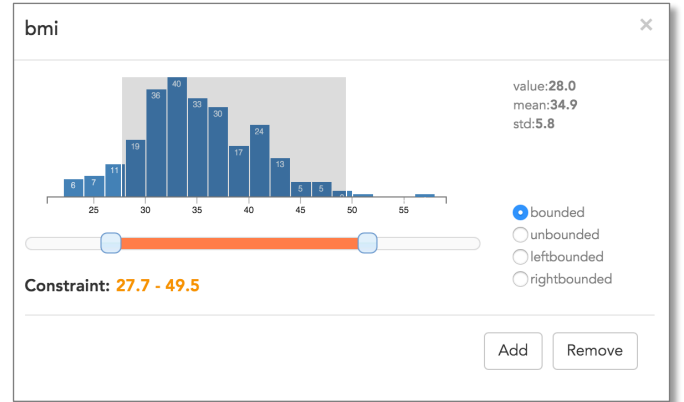 bmi
×
40
36
33
30
24
19
17
13
11
6
7
5
5
25 30 35 40 45 50 55
value:28.0
mean:34.9
std:5.8
bounded
unbounded
leftbounded
rightbounded
Constraint: 27.7 - 49.5
Add Remove